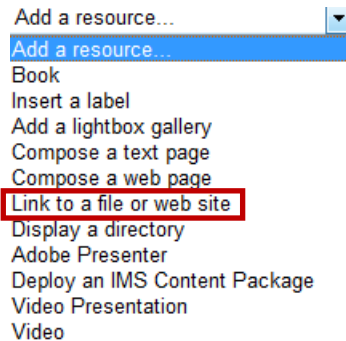 Add a resource...
Add a resource...
Book
Insert a label
Add a lightbox gallery
Compose a text page
Compose a web page
Link to a file or web site
Display a directory
Adobe Presenter
Deploy an IMS Content Package
Video Presentation
Video